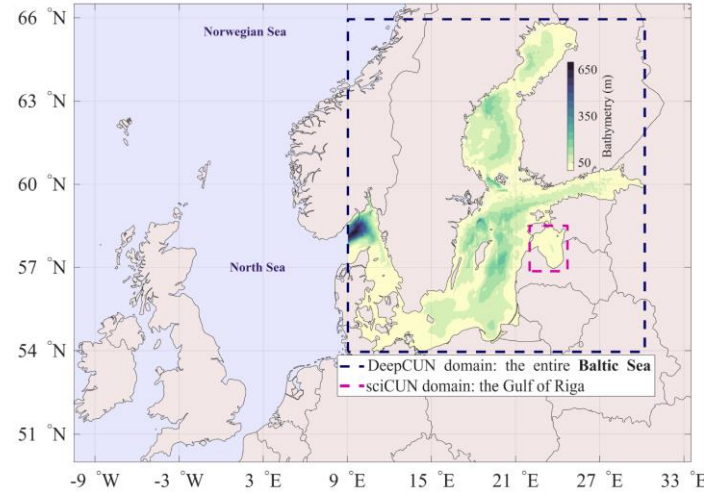 66 °N
Norwegian Sea
650
350
50
Bathymetry (m)
63 °N
60 °N
57 °N
North Sea
54 °N
DeepCUN domain: the entire Baltic Sea
sciCUN domain: the Gulf of Riga
51 °N
-9 °W
-3 °W
3 °E
9 °E
15 °E
21 °E
27 °E
33 °E